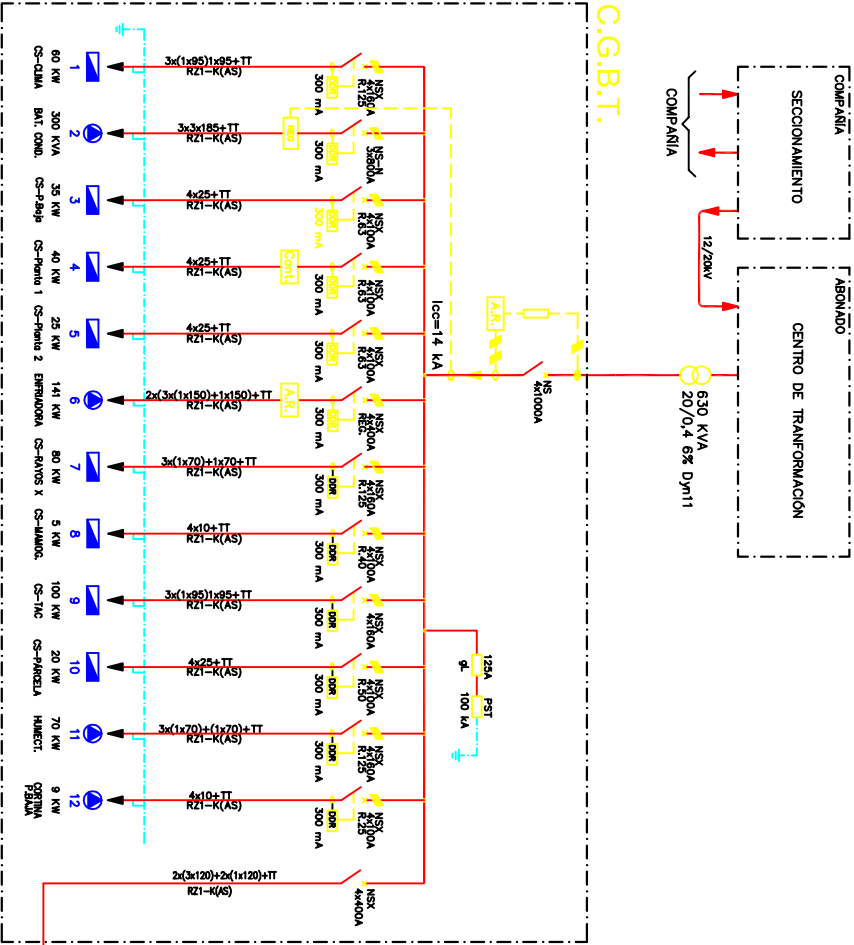 C.G.B.T.
COMPAÑIA
SECCIONAMIENTO
COMPAÑIA
12/20kV
ABONADO
CENTRO DE TRANFORMACIÓN
630 KVA
20/0,4 6% Dyn11
NS
4x1000A
A.R.
Icc=14 kA
125A
gL
PST
100 kA
NSX
4x160A
R.125
DDR
300 mA
3x(1x95)1x95+TT
RZ1-K(AS)
1
60 KW
CS-CLIMA
NS-N
3x800A
DDR
300 mA
REG
3x3x185+TT
RZ1-K(AS)
2
300 KVA
BAT. COND.
NSX
4x100A
R.63
DDR
300 mA
4x25+TT
RZ1-K(AS)
3
35 KW
CS-P.Baja
NSX
4x100A
R.63
DDR
300 mA
Cont.
4x25+TT
RZ1-K(AS)
4
40 KW
CS-Planta 1
NSX
4x100A
R.63
DDR
300 mA
4x25+TT
RZ1-K(AS)
5
25 KW
CS-Planta 2
NSX
4x400A
REG.
DDR
300 mA
A.R.
2x(3x(1x150)+1x150)+TT
RZ1-K(AS)
6
141 KW
ENFRIADORA
NSX
4x160A
R.125
DDR
300 mA
3x(1x70)+1x70+TT
RZ1-K(AS)
7
80 KW
CS-RAYOS X
NSX
4x100A
R.40
DDR
300 mA
4x10+TT
RZ1-K(AS)
8
5 KW
CS-MAMOG.
NSX
4x160A
DDR
300 mA
3x(1x95)1x95+TT
RZ1-K(AS)
9
100 KW
CS-TAC
NSX
4x100A
R.50
DDR
300 mA
4x25+TT
RZ1-K(AS)
10
20 KW
CS-PARCELA
NSX
4x160A
R.125
DDR
300 mA
3x(1x70)+(1x70)+TT
RZ1-K(AS)
11
70 KW
HUMECT.
NSX
4x100A
R.25
DDR
300 mA
4x10+TT
RZ1-K(AS)
12
9 KW
CORTINA
P.BAJA
NSX
4x400A
2x(3x120)+2x(1x120)+TT
RZ1-K(AS)